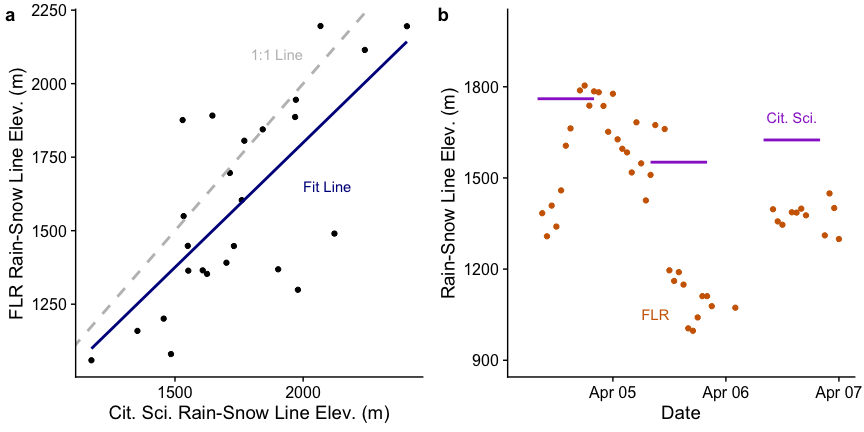 a
FLR Rain-Snow Line Elev. (m)
2250
2000
1750
1500
1250
1:1 Line
Fit Line
1500
2000
Cit. Sci. Rain-Snow Line Elev. (m)
b
Rain-Snow Line Elev. (m)
1800
1500
1200
900
Cit. Sci.
FLR
Apr 05
Apr 06
Apr 07
Date